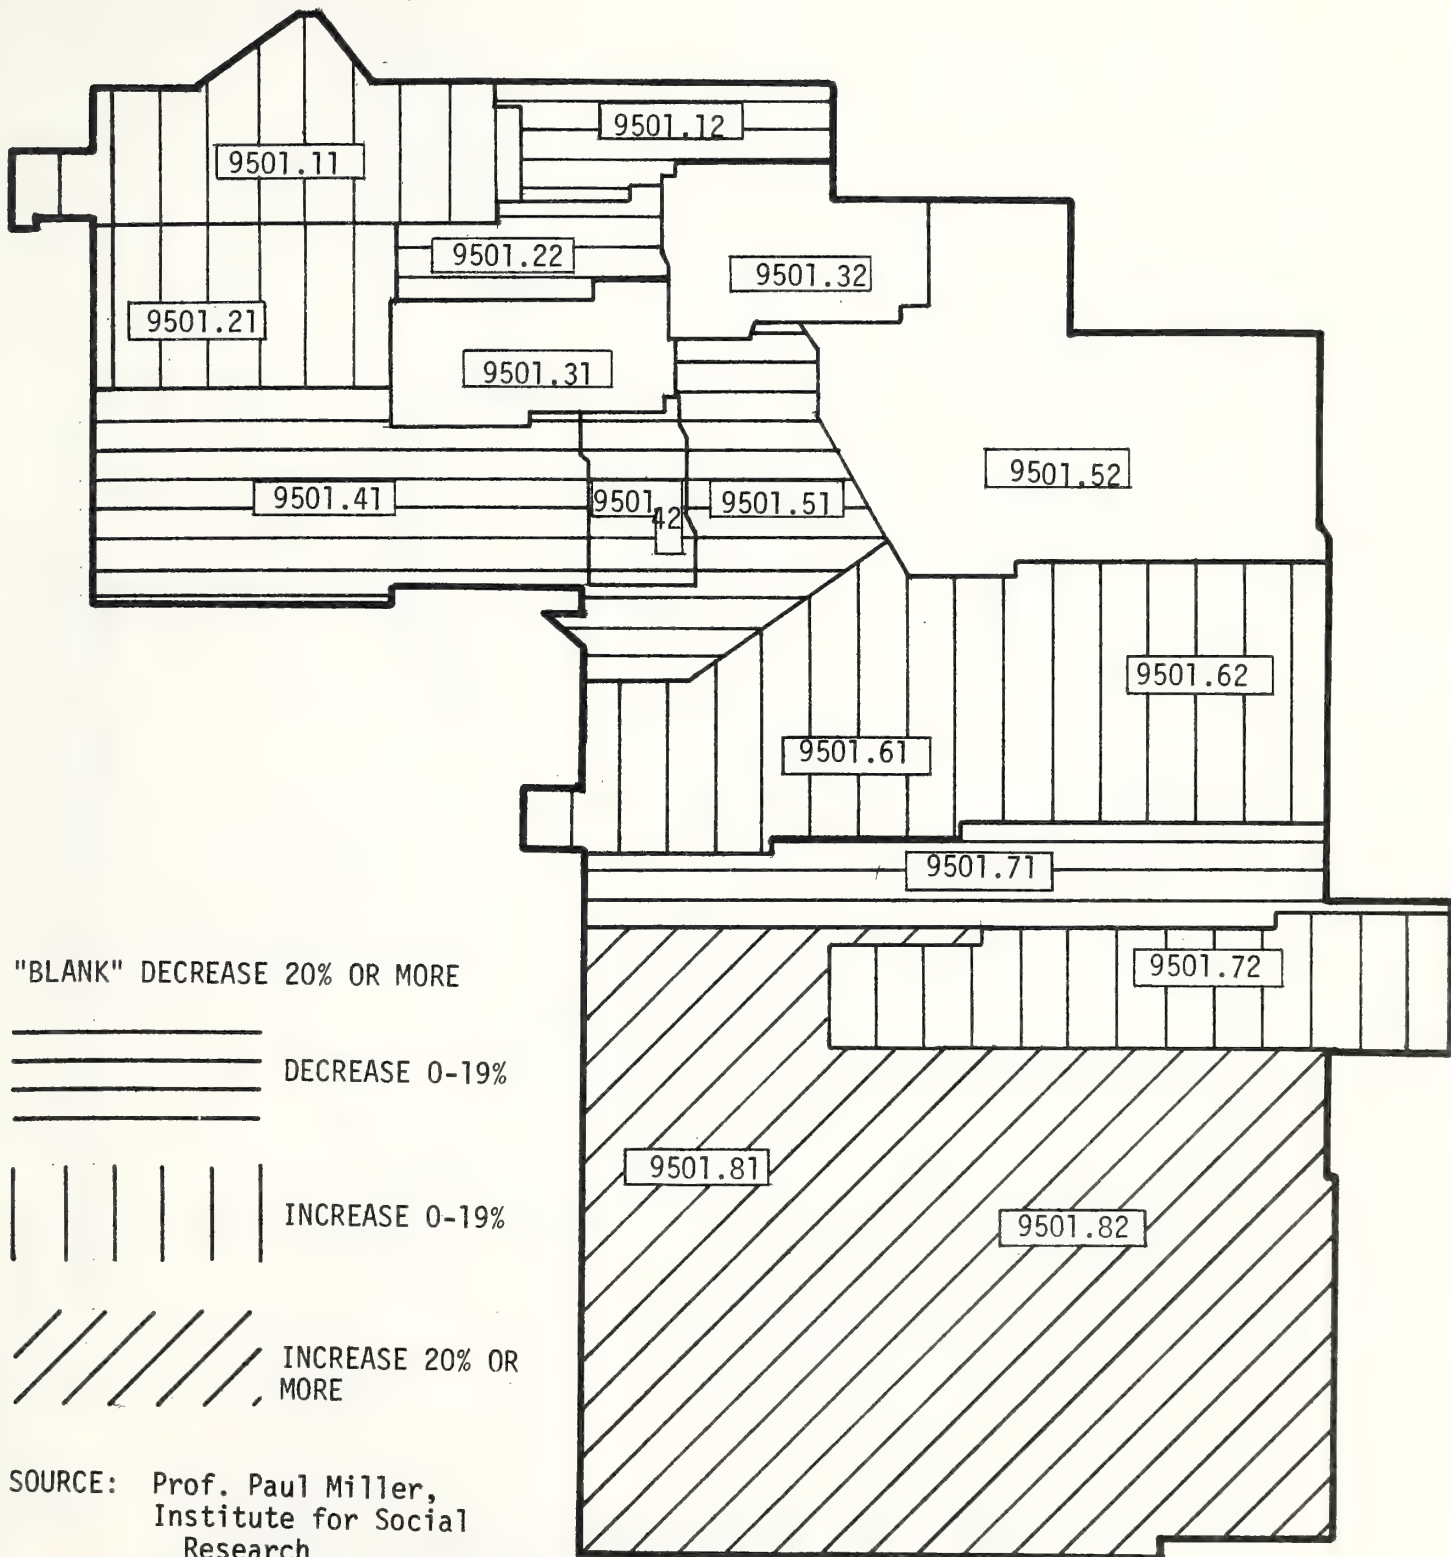 9501.12
9501.11
9501.22
9501.32
9501.21
9501.31
9501.52
9501.41
9501.42
9501.51
9501.62
9501.61
9501.71
9501.72
"BLANK" DECREASE 20% OR MORE
DECREASE 0-19%
9501.81
INCREASE 0-19%
9501.82
INCREASE 20% OR
MORE
SOURCE: Prof. Paul Miller,
Institute for Social
Research